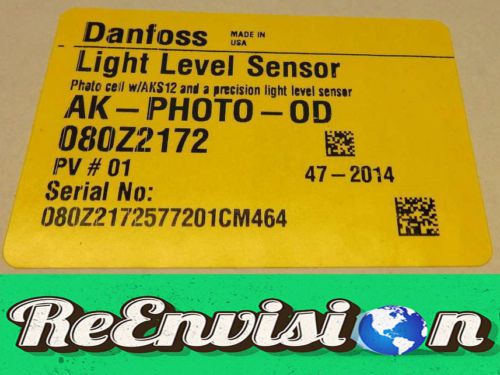 Danfoss MADE IN USA
Light Level Sensor
Photo cell w/AKS12 and a precision light level sensor
AK-PHOTO-OD
080Z2172
PV # 01 47-2014
Serial No:
080Z2172577201CM464
ReEnvision